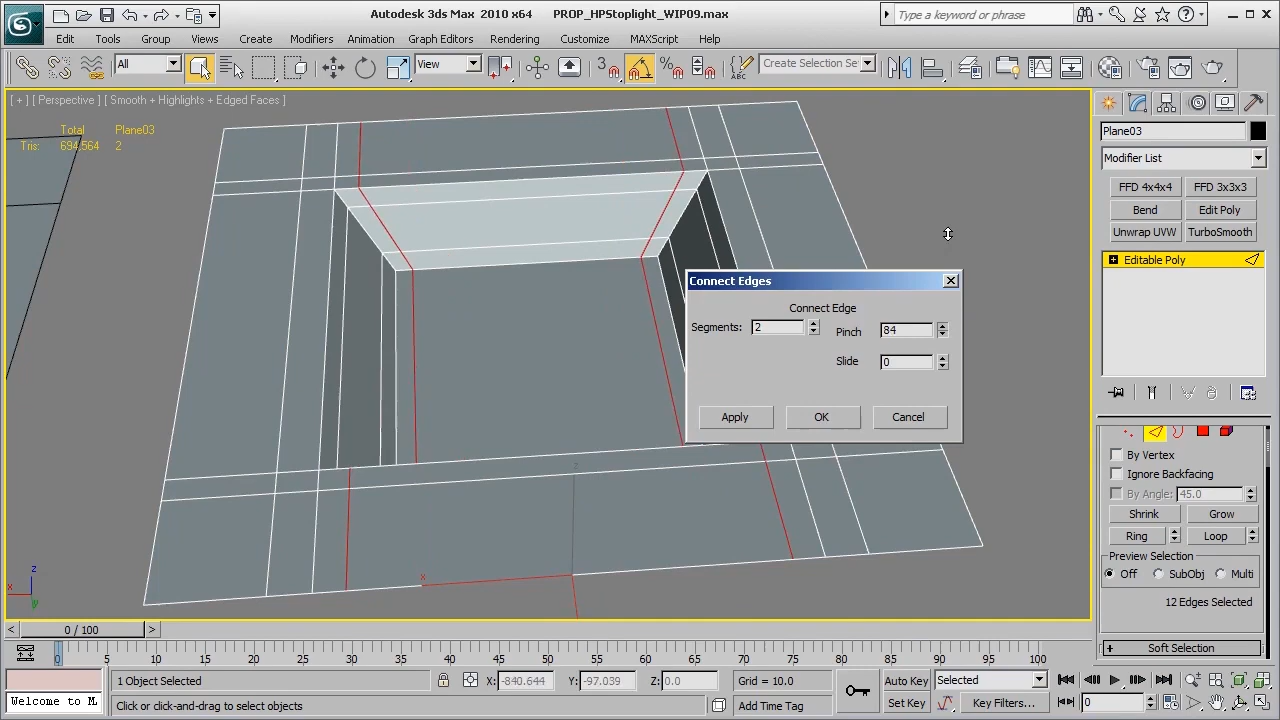 Autodesk 3ds Max 2010 x64 PROP_HPStoplight_WIP09.max
Type a keyword or phrase
Edit Tools Group Views Create Modifiers Animation Graph Editors Rendering Customize MAXScript Help
All View 3 Create Selection Se
[ + ] [ Perspective ] [ Smooth + Highlights + Edged Faces ]
Total Plane03
Tris: 694,564 2
Plane03
Modifier List
FFD 4x4x4 FFD 3x3x3
Bend Edit Poly
Unwrap UVW TurboSmooth
Editable Poly
Connect Edges
Connect Edge
Segments: 2 Pinch 84
Slide 0
Apply OK Cancel
By Vertex
Ignore Backfacing
By Angle: 45.0
Shrink Grow
Ring Loop
Preview Selection
Off SubObj Multi
12 Edges Selected
Soft Selection
z
x
z
x
y
0 / 100
0 5 10 15 20 25 30 35 40 45 50 55 60 65 70 75 80 85 90 95 100
1 Object Selected X: -840.644 Y: -97.039 Z: 0.0 Grid = 10.0 Auto Key Selected
Welcome to M Click or click-and-drag to select objects Add Time Tag Set Key Key Filters... 0